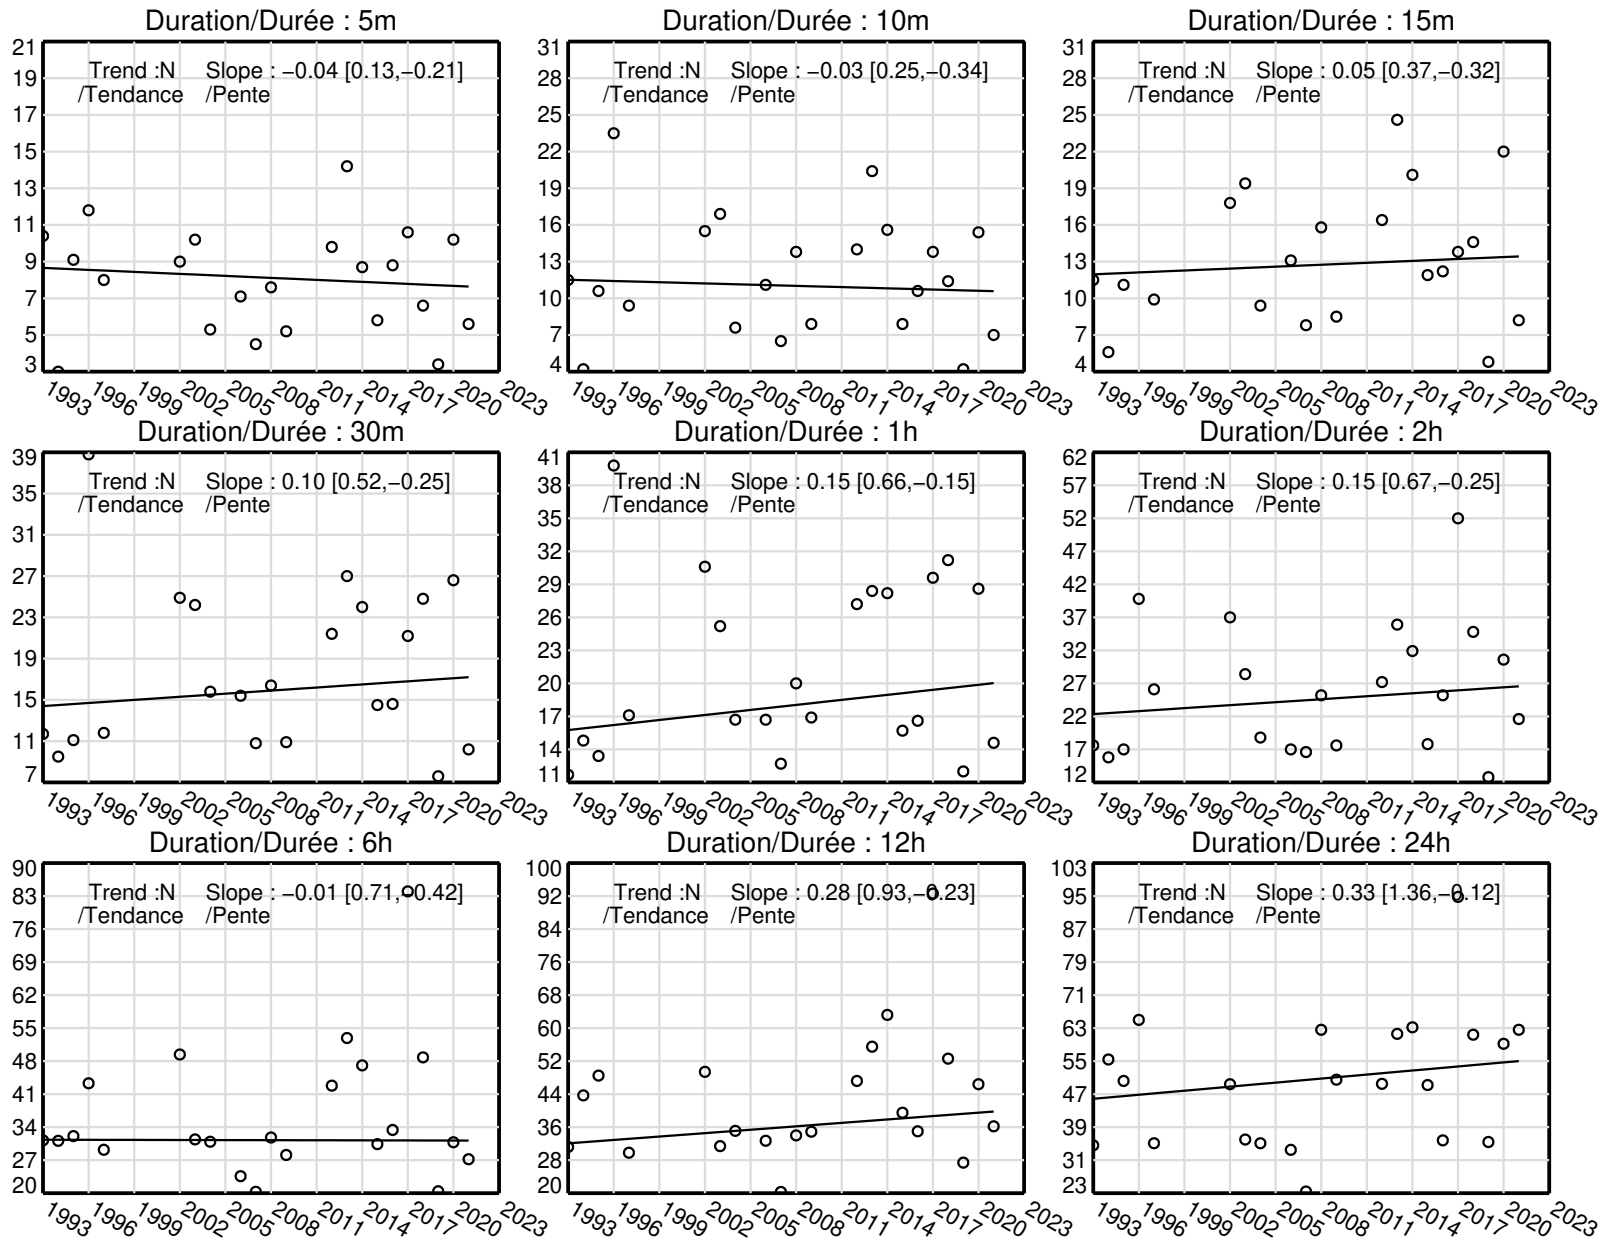 Duration/Durée : 5m
21
19
17
15
13
11
9
7
5
3
Trend :N Slope : −0.04 [0.13,−0.21]
/Tendance /Pente
1993 1996 1999 2002 2005 2008 2011 2014 2017 2020 2023
Duration/Durée : 10m
31
28
25
22
19
16
13
10
7
4
Trend :N Slope : −0.03 [0.25,−0.34]
/Tendance /Pente
1993 1996 1999 2002 2005 2008 2011 2014 2017 2020 2023
Duration/Durée : 15m
31
28
25
22
19
16
13
10
7
4
Trend :N Slope : 0.05 [0.37,−0.32]
/Tendance /Pente
1993 1996 1999 2002 2005 2008 2011 2014 2017 2020 2023
Duration/Durée : 30m
39
35
31
27
23
19
15
11
7
Trend :N Slope : 0.10 [0.52,−0.25]
/Tendance /Pente
1993 1996 1999 2002 2005 2008 2011 2014 2017 2020 2023
Duration/Durée : 1h
41
38
35
32
29
26
23
20
17
14
11
Trend :N Slope : 0.15 [0.66,−0.15]
/Tendance /Pente
1993 1996 1999 2002 2005 2008 2011 2014 2017 2020 2023
Duration/Durée : 2h
62
57
52
47
42
37
32
27
22
17
12
Trend :N Slope : 0.15 [0.67,−0.25]
/Tendance /Pente
1993 1996 1999 2002 2005 2008 2011 2014 2017 2020 2023
Duration/Durée : 6h
90
83
76
69
62
55
48
41
34
27
20
Trend :N Slope : −0.01 [0.71,−0.42]
/Tendance /Pente
1993 1996 1999 2002 2005 2008 2011 2014 2017 2020 2023
Duration/Durée : 12h
100
92
84
76
68
60
52
44
36
28
20
Trend :N Slope : 0.28 [0.93,−0.23]
/Tendance /Pente
1993 1996 1999 2002 2005 2008 2011 2014 2017 2020 2023
Duration/Durée : 24h
103
95
87
79
71
63
55
47
39
31
23
Trend :N Slope : 0.33 [1.36,−0.12]
/Tendance /Pente
1993 1996 1999 2002 2005 2008 2011 2014 2017 2020 2023